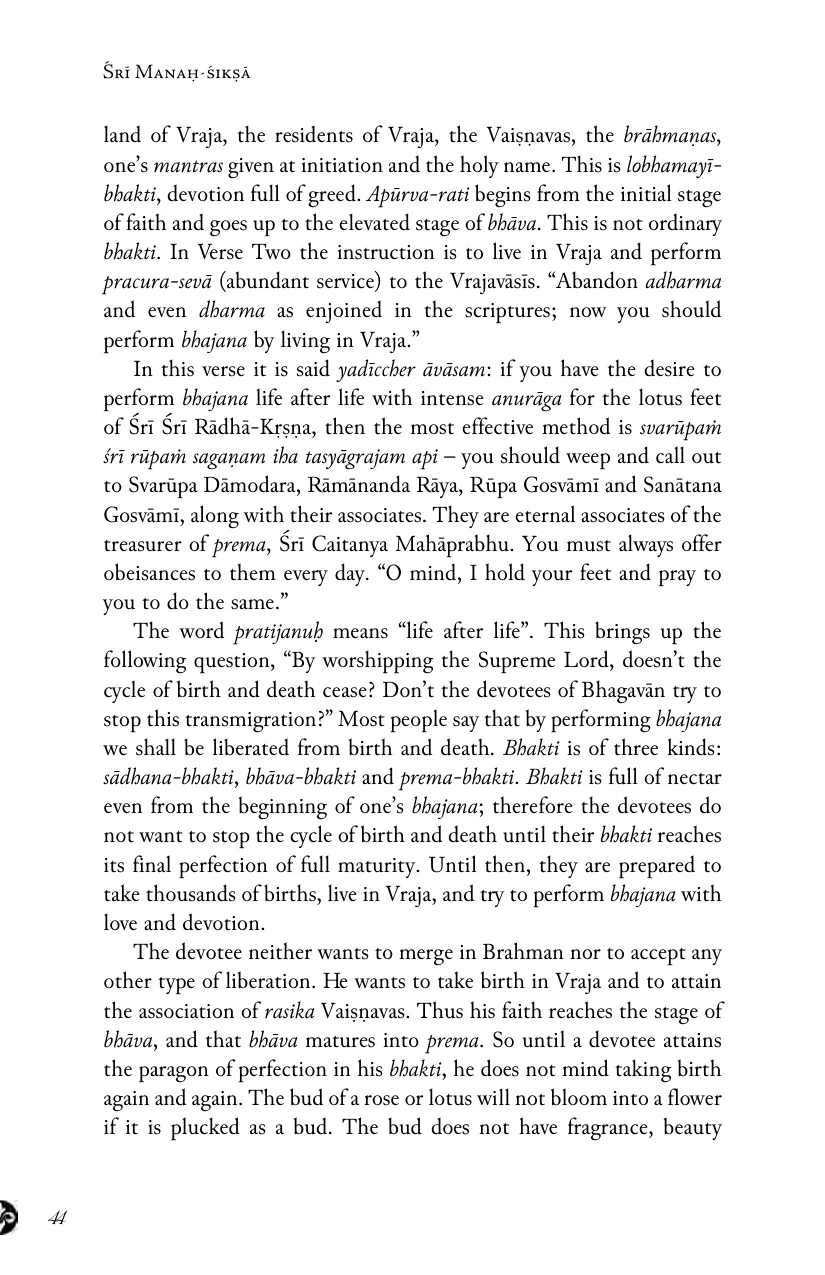 Śrī Manaḥ-śikṣā
land of Vraja, the residents of Vraja, the Vaiṣṇavas, the brāhmaṇas,
one’s mantras given at initiation and the holy name. This is lobhamayī-
bhakti, devotion full of greed. Apūrva-rati begins from the initial stage
of faith and goes up to the elevated stage of bhāva. This is not ordinary
bhakti. In Verse Two the instruction is to live in Vraja and perform
pracura-sevā (abundant service) to the Vrajavāsīs. “Abandon adharma
and even dharma as enjoined in the scriptures; now you should
perform bhajana by living in Vraja.”
In this verse it is said yadīccher āvāsam: if you have the desire to
perform bhajana life after life with intense anurāga for the lotus feet
of Śrī Śrī Rādhā-Kṛṣṇa, then the most effective method is svarūpaṁ
śrī rūpaṁ sagaṇam iha tasyāgrajam api – you should weep and call out
to Svarūpa Dāmodara, Rāmānanda Rāya, Rūpa Gosvāmī and Sanātana
Gosvāmī, along with their associates. They are eternal associates of the
treasurer of prema, Śrī Caitanya Mahāprabhu. You must always offer
obeisances to them every day. “O mind, I hold your feet and pray to
you to do the same.”
The word pratijanuḥ means “life after life”. This brings up the
following question, “By worshipping the Supreme Lord, doesn’t the
cycle of birth and death cease? Don’t the devotees of Bhagavān try to
stop this transmigration?” Most people say that by performing bhajana
we shall be liberated from birth and death. Bhakti is of three kinds:
sādhana-bhakti, bhāva-bhakti and prema-bhakti. Bhakti is full of nectar
even from the beginning of one’s bhajana; therefore the devotees do
not want to stop the cycle of birth and death until their bhakti reaches
its final perfection of full maturity. Until then, they are prepared to
take thousands of births, live in Vraja, and try to perform bhajana with
love and devotion.
The devotee neither wants to merge in Brahman nor to accept any
other type of liberation. He wants to take birth in Vraja and to attain
the association of rasika Vaiṣṇavas. Thus his faith reaches the stage of
bhāva, and that bhāva matures into prema. So until a devotee attains
the paragon of perfection in his bhakti, he does not mind taking birth
again and again. The bud of a rose or lotus will not bloom into a flower
if it is plucked as a bud. The bud does not have fragrance, beauty
44